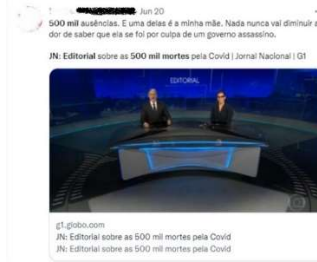 Jun 20
500 mil ausências. E uma delas é a minha mãe. Nada nunca vai diminuir a
dor de saber que ela se foi por culpa de um governo assassino.
JN: Editorial sobre as 500 mil mortes pela Covid | Jornal Nacional | G1
EDITORIAL
g1.globo.com
JN: Editorial sobre as 500 mil mortes pela Covid
JN: Editorial sobre as 500 mil mortes pela Covid